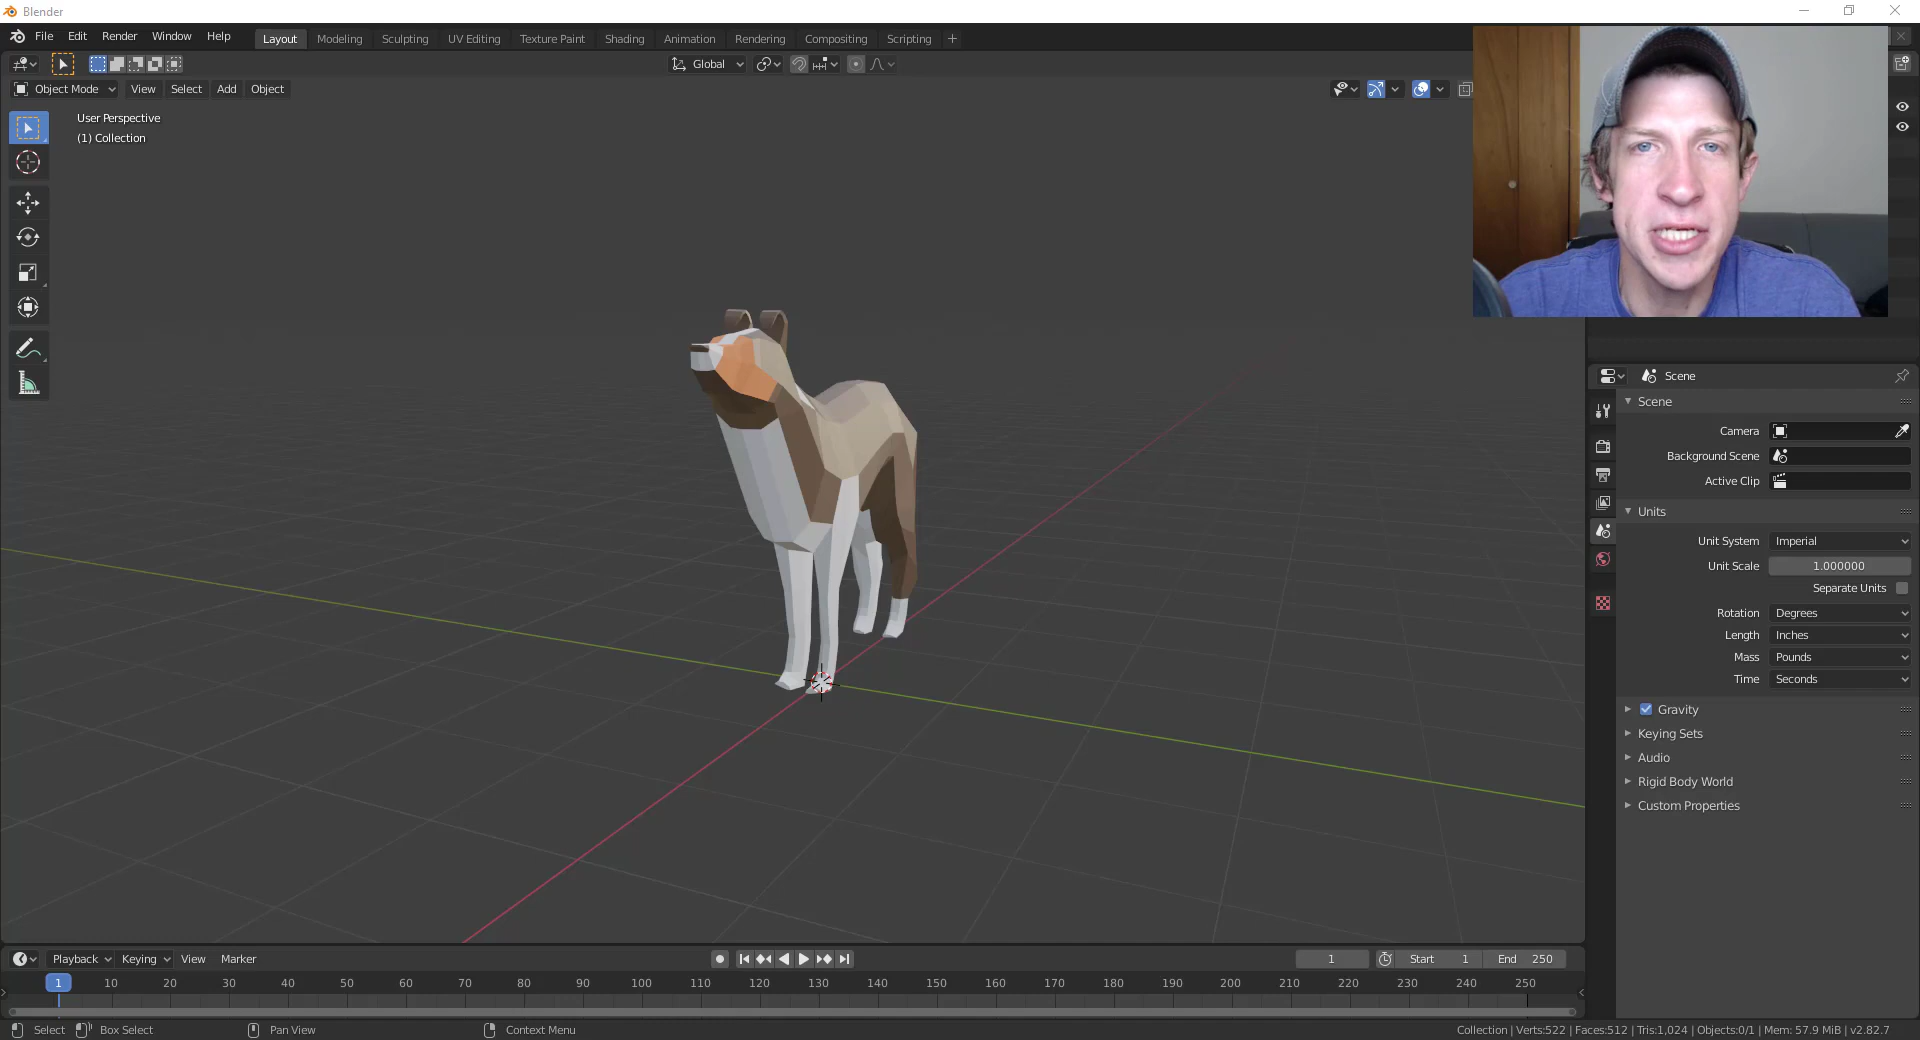 Blender
File Edit Render Window Help Layout Modeling Sculpting UV Editing Texture Paint Shading Animation Rendering Compositing Scripting +
Global
Object Mode View Select Add Object
User Perspective
(1) Collection
Scene
Scene
Camera
Background Scene
Active Clip
Units
Unit System Imperial
Unit Scale 1.000000
Separate Units
Rotation Degrees
Length Inches
Mass Pounds
Time Seconds
Gravity
Keying Sets
Audio
Rigid Body World
Custom Properties
Playback Keying View Marker 1 Start 1 End 250
1 10 20 30 40 50 60 70 80 90 100 110 120 130 140 150 160 170 180 190 200 210 220 230 240 250
Select Box Select Pan View Context Menu Collection | Verts:522 | Faces:512 | Tris:1,024 | Objects:0/1 | Mem: 57.9 MiB | v2.82.7